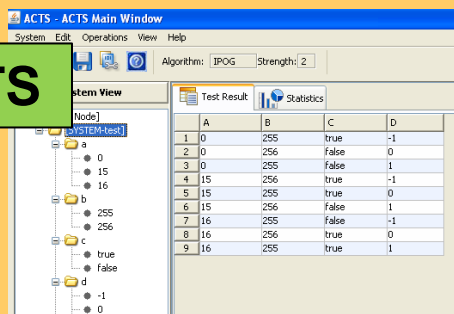 ACTS - ACTS Main Window
System Edit Operations View Help
Algorithm: IPOG Strength: 2
TS
stem View
Test Result Statistics
Node]
[SYSTEM-test]
a
0
15
16
b
255
256
c
true
false
d
-1
0
A B C D
1 0 255 true -1
2 0 256 false 0
3 0 255 false 1
4 15 256 true -1
5 15 255 true 0
6 15 256 false 1
7 16 255 false -1
8 16 256 true 0
9 16 255 true 1